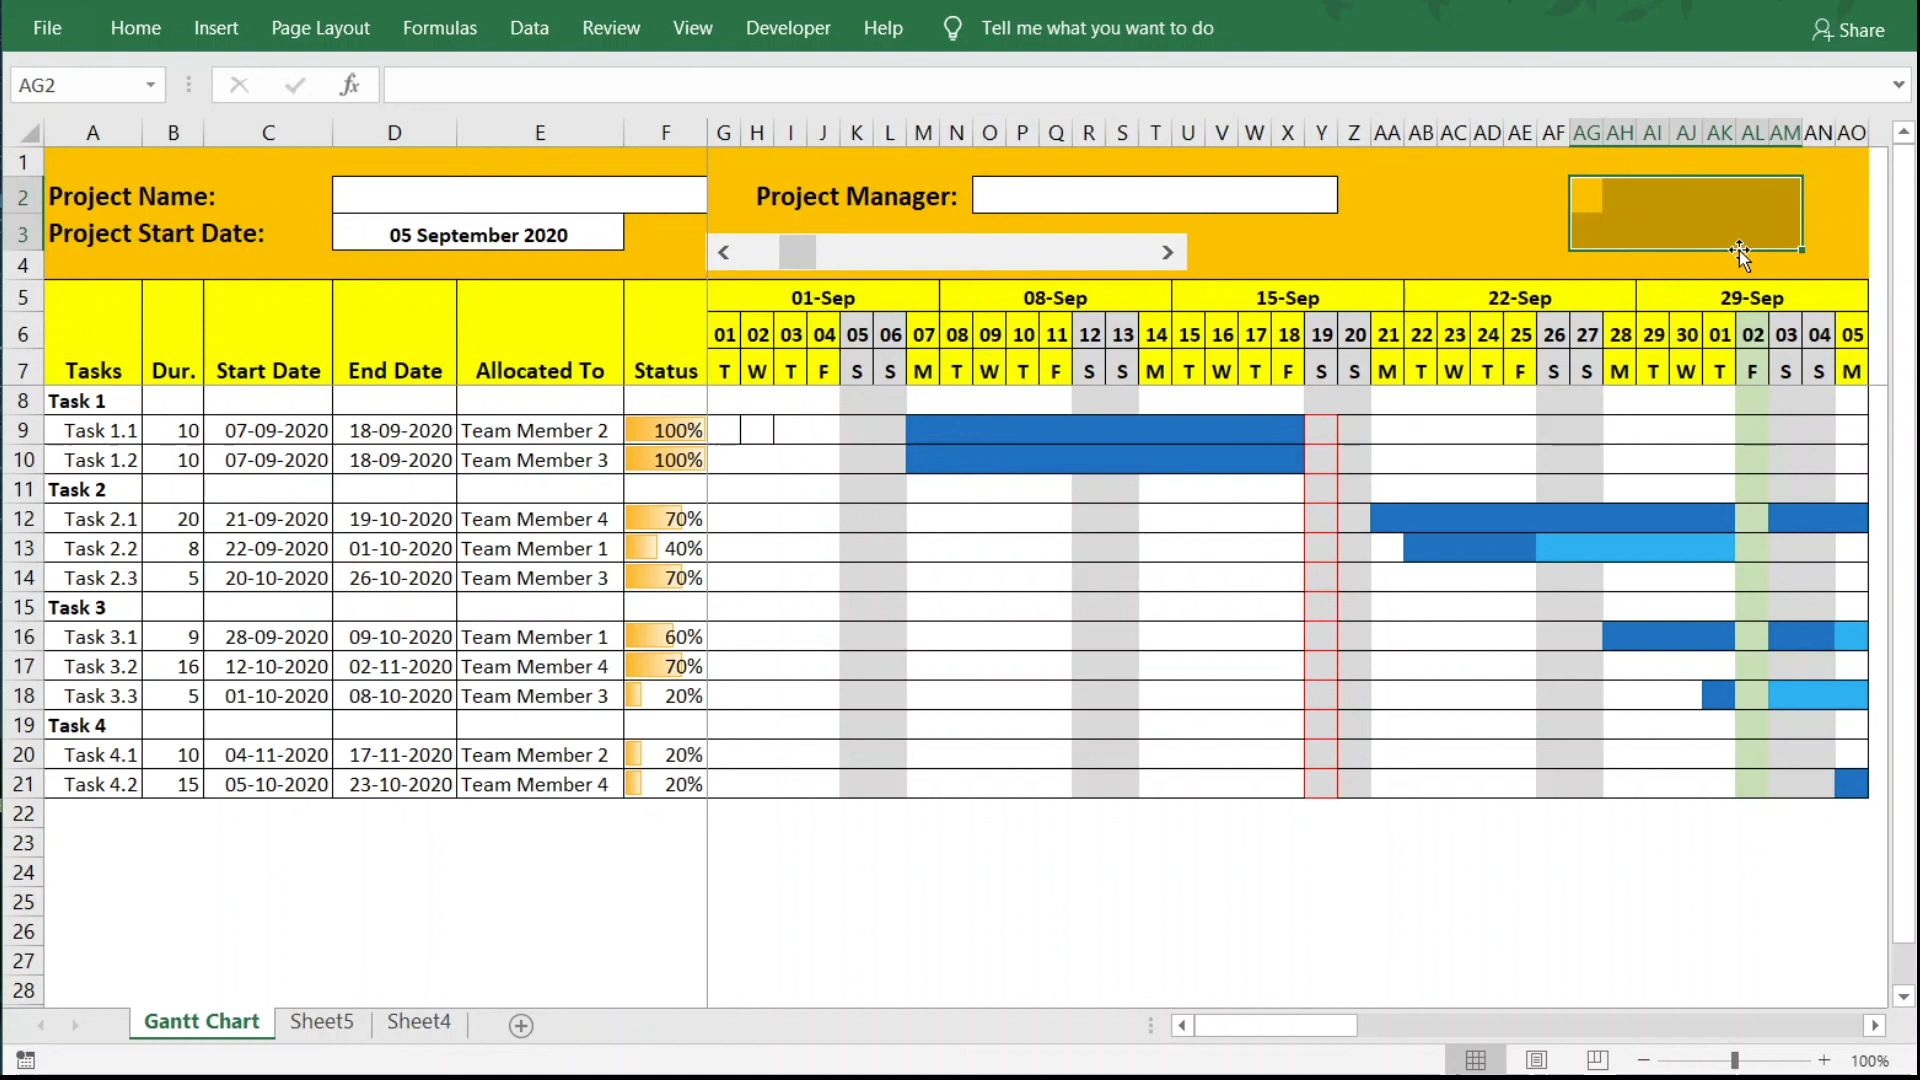 File Home Insert Page Layout Formulas Data Review View Developer Help Tell me what you want to do Share
AG2 fx
A B C D E F G H I J K L M N O P Q R S T U V W X Y Z AA AB AC AD AE AF AG AH AI AJ AK AL AM AN AO
1
2 Project Name: Project Manager:
3 Project Start Date: 05 September 2020
4
5 01-Sep 08-Sep 15-Sep 22-Sep 29-Sep
6 01 02 03 04 05 06 07 08 09 10 11 12 13 14 15 16 17 18 19 20 21 22 23 24 25 26 27 28 29 30 01 02 03 04 05
7 Tasks Dur. Start Date End Date Allocated To Status T W T F S S M T W T F S S M T W T F S S M T W T F S S M T W T F S S M
8 Task 1
9 Task 1.1 10 07-09-2020 18-09-2020 Team Member 2 100%
10 Task 1.2 10 07-09-2020 18-09-2020 Team Member 3 100%
11 Task 2
12 Task 2.1 20 21-09-2020 19-10-2020 Team Member 4 70%
13 Task 2.2 8 22-09-2020 01-10-2020 Team Member 1 40%
14 Task 2.3 5 20-10-2020 26-10-2020 Team Member 3 70%
15 Task 3
16 Task 3.1 9 28-09-2020 09-10-2020 Team Member 1 60%
17 Task 3.2 16 12-10-2020 02-11-2020 Team Member 4 70%
18 Task 3.3 5 01-10-2020 08-10-2020 Team Member 3 20%
19 Task 4
20 Task 4.1 10 04-11-2020 17-11-2020 Team Member 2 20%
21 Task 4.2 15 05-10-2020 23-10-2020 Team Member 4 20%
22
23
24
25
26
27
28
Gantt Chart Sheet5 Sheet4
100%